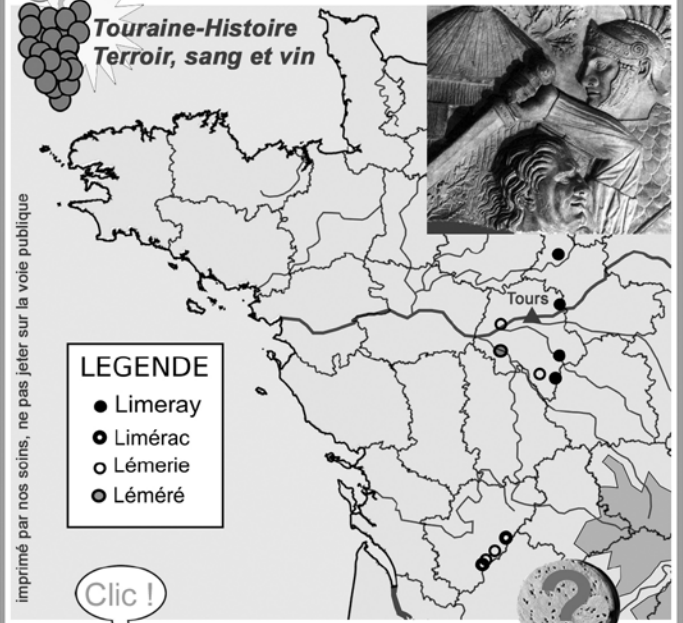 Touraine-Histoire
Terroir, sang et vin
Tours
LEGENDE
Limeray
Limérac
Lémerie
Léméré
imprimé par nos soins, ne pas jeter sur la voie publique
Clic !
?